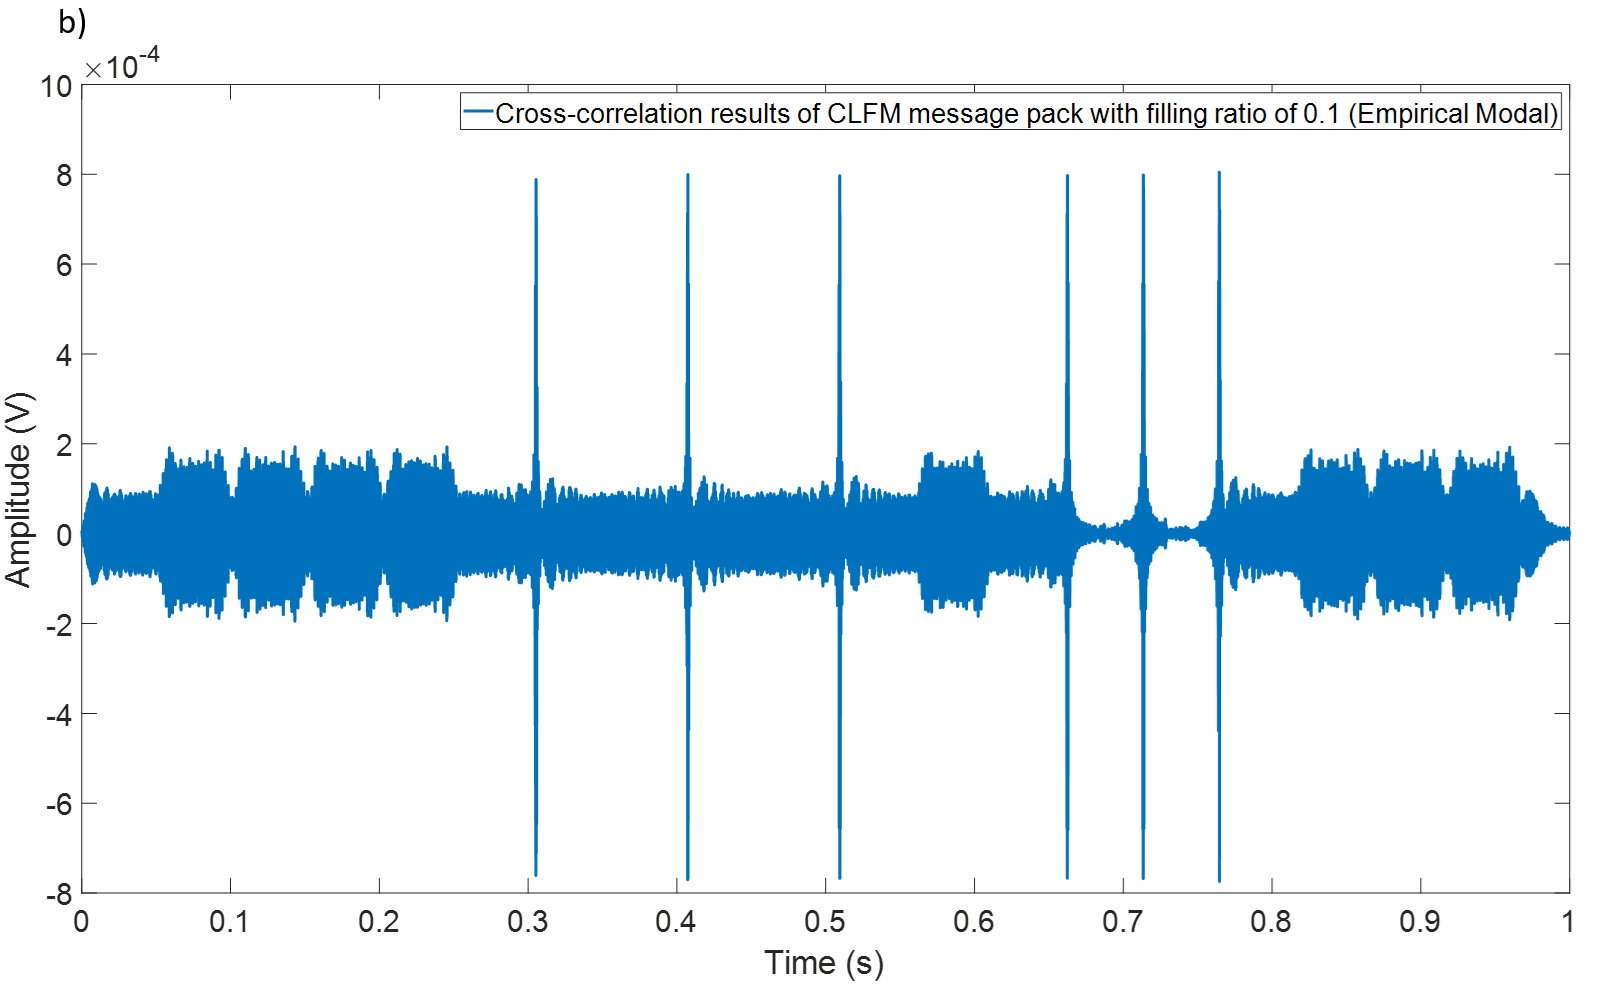 b)
×10-4
Cross-correlation results of CLFM message pack with filling ratio of 0.1 (Empirical Modal)
10
8
6
4
2
0
-2
-4
-6
-8
Amplitude (V)
0 0.1 0.2 0.3 0.4 0.5 0.6 0.7 0.8 0.9 1
Time (s)